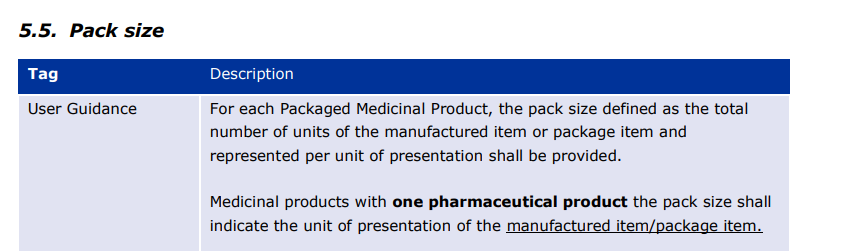 5.5. Pack size
Tag Description
User Guidance For each Packaged Medicinal Product, the pack size defined as the total
number of units of the manufactured item or package item and
represented per unit of presentation shall be provided.
Medicinal products with one pharmaceutical product the pack size shall
indicate the unit of presentation of the manufactured item/package item.